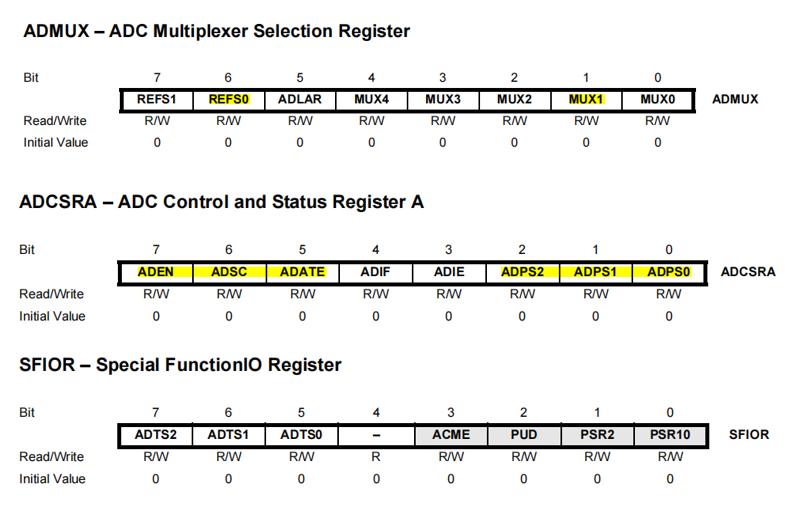 ADMUX – ADC Multiplexer Selection Register
Bit 7 6 5 4 3 2 1 0
REFS1 REFS0 ADLAR MUX4 MUX3 MUX2 MUX1 MUX0 ADMUX
Read/Write R/W R/W R/W R/W R/W R/W R/W R/W
Initial Value 0 0 0 0 0 0 0 0
ADCSRA – ADC Control and Status Register A
Bit 7 6 5 4 3 2 1 0
ADEN ADSC ADATE ADIF ADIE ADPS2 ADPS1 ADPS0 ADCSRA
Read/Write R/W R/W R/W R/W R/W R/W R/W R/W
Initial Value 0 0 0 0 0 0 0 0
SFIOR – Special FunctionIO Register
Bit 7 6 5 4 3 2 1 0
ADTS2 ADTS1 ADTS0 – ACME PUD PSR2 PSR10 SFIOR
Read/Write R/W R/W R/W R R/W R/W R/W R/W
Initial Value 0 0 0 0 0 0 0 0